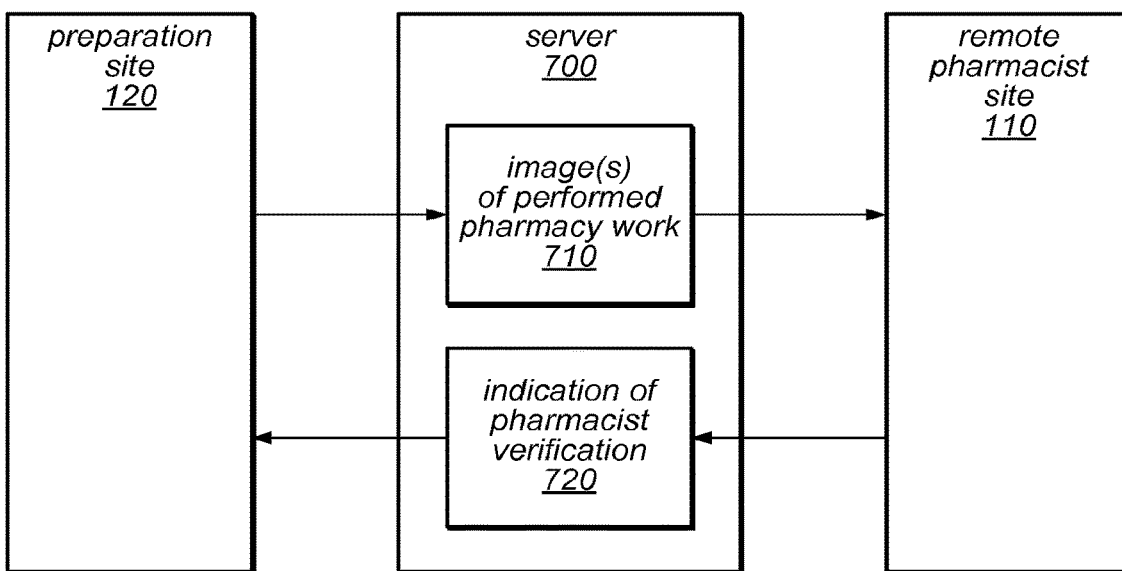 preparation
site
120
server
700
remote
pharmacist
site
110
image(s)
of performed
pharmacy work
710
indication of
pharmacist
verification
720